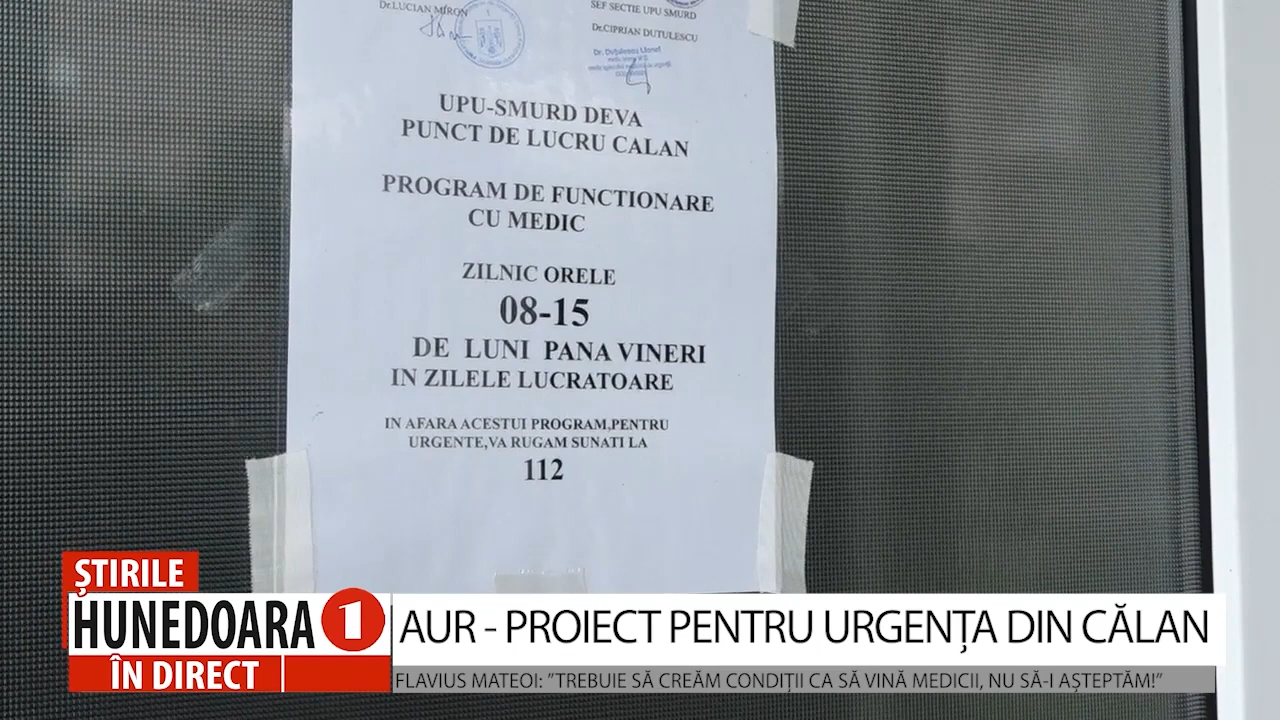 Dr.LUCIAN MIRON
SEF SECTIE UPU SMURD
Dr.CIPRIAN DUTULESCU
UPU-SMURD DEVA
PUNCT DE LUCRU CALAN
PROGRAM DE FUNCTIONARE
CU MEDIC
ZILNIC ORELE
08-15
DE LUNI PANA VINERI
IN ZILELE LUCRATOARE
IN AFARA ACESTUI PROGRAM,PENTRU
URGENTE,VA RUGAM SUNATI LA
112
ȘTIRILE
HUNEDOARA 1
ÎN DIRECT
AUR - PROIECT PENTRU URGENȚA DIN CĂLAN
FLAVIUS MATEOI: ”TREBUIE SĂ CREĂM CONDIȚII CA SĂ VINĂ MEDICII, NU SĂ-I AȘTEPTĂM!”